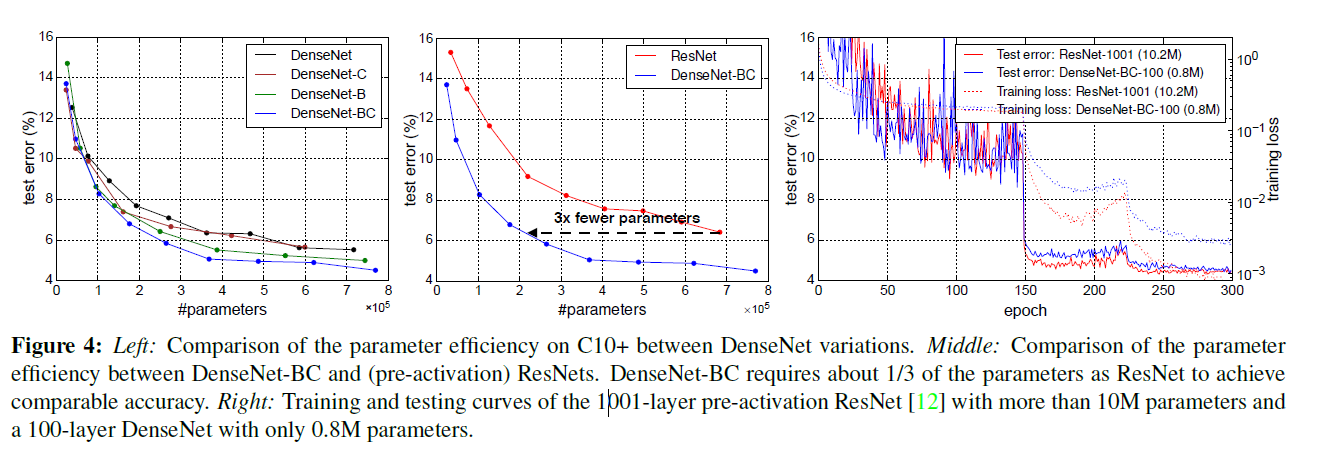 16
14
12
10
8
6
4
test error (%)
0 1 2 3 4 5 6 7 8
#parameters
×10⁵
DenseNet
DenseNet-C
DenseNet-B
DenseNet-BC
16
14
12
10
8
6
4
test error (%)
0 1 2 3 4 5 6 7 8
#parameters
×10⁵
ResNet
DenseNet-BC
3x fewer parameters
16
14
12
10
8
6
4
test error (%)
0 50 100 150 200 250 300
epoch
Test error: ResNet-1001 (10.2M)
Test error: DenseNet-BC-100 (0.8M)
Training loss: ResNet-1001 (10.2M)
Training loss: DenseNet-BC-100 (0.8M)
10⁰
10⁻¹
10⁻²
10⁻³
training loss
Figure 4: Left: Comparison of the parameter efficiency on C10+ between DenseNet variations. Middle: Comparison of the parameter
efficiency between DenseNet-BC and (pre-activation) ResNets. DenseNet-BC requires about 1/3 of the parameters as ResNet to achieve
comparable accuracy. Right: Training and testing curves of the 1001-layer pre-activation ResNet [12] with more than 10M parameters and
a 100-layer DenseNet with only 0.8M parameters.